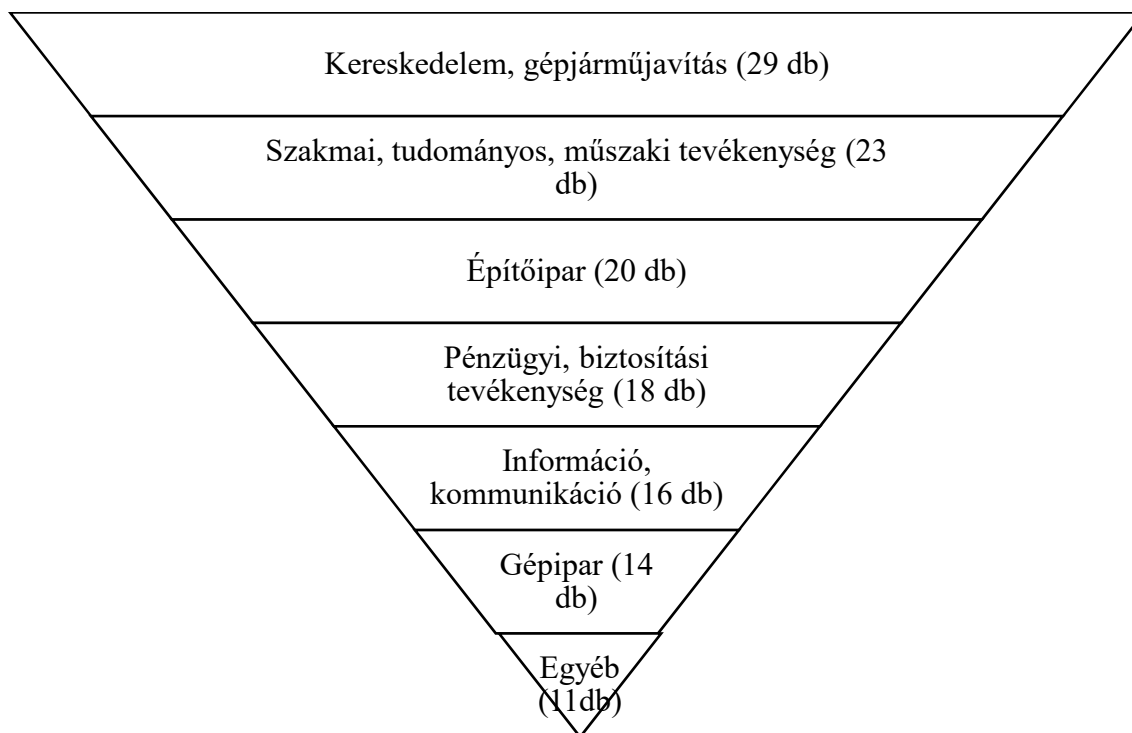 Kereskedelem, gépjárműjavítás (29 db)
Szakmai, tudományos, műszaki tevékenység (23
db)
Építőipar (20 db)
Pénzügyi, biztosítási
tevékenység (18 db)
Információ,
kommunikáció (16 db)
Gépipar (14
db)
Egyéb
(11db)